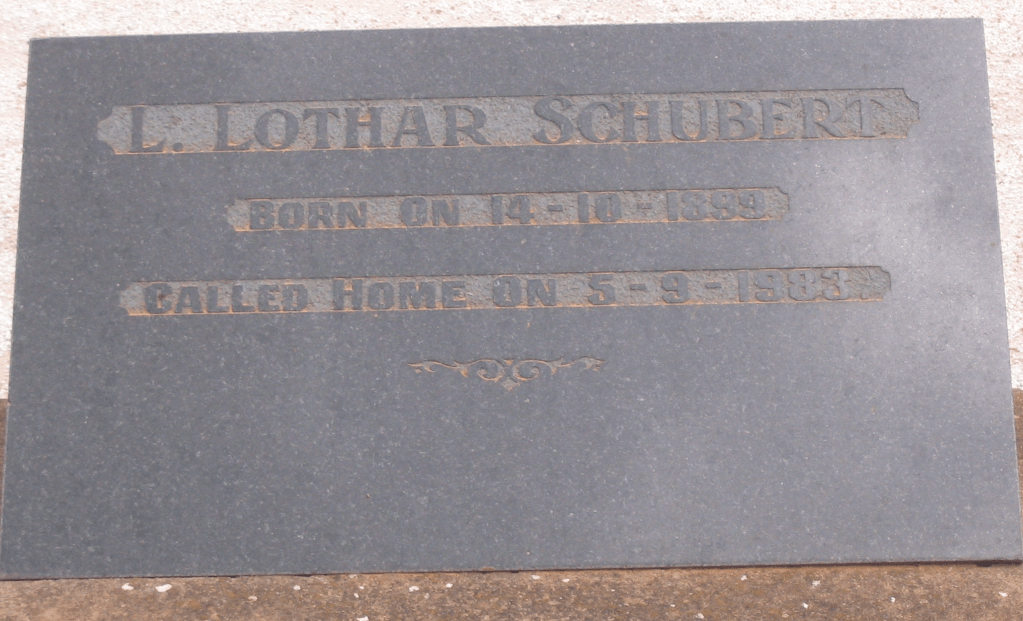 L. LOTHAR SCHUBERT
BORN ON 14-10-1899
CALLED HOME ON 5-9-1983.